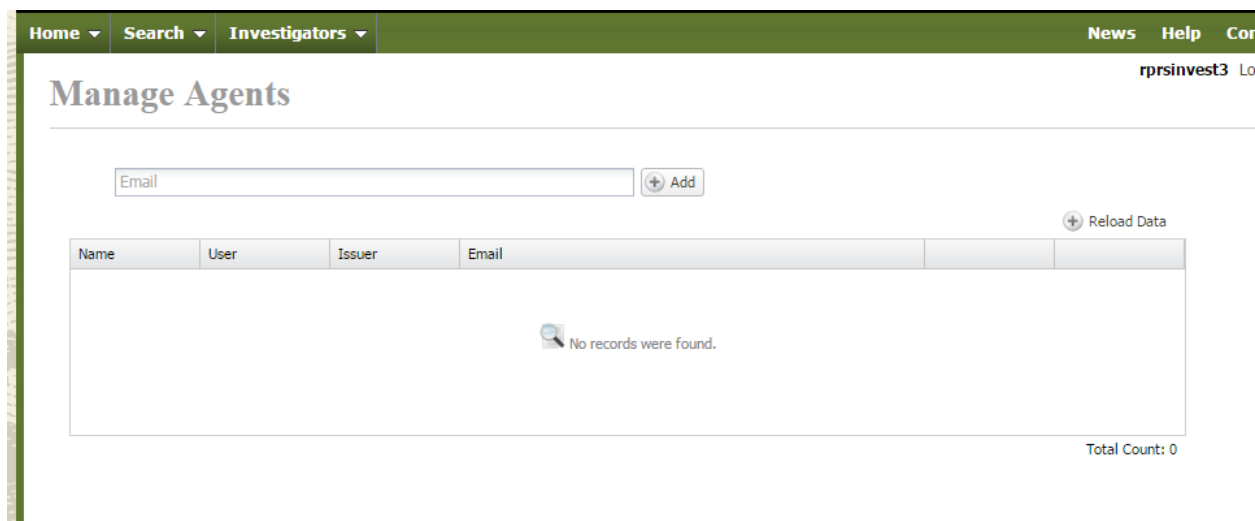 Home Search Investigators News Help
rprsinvest3
Manage Agents
Email Add
Reload Data
Name User Issuer Email
No records were found.
Total Count: 0